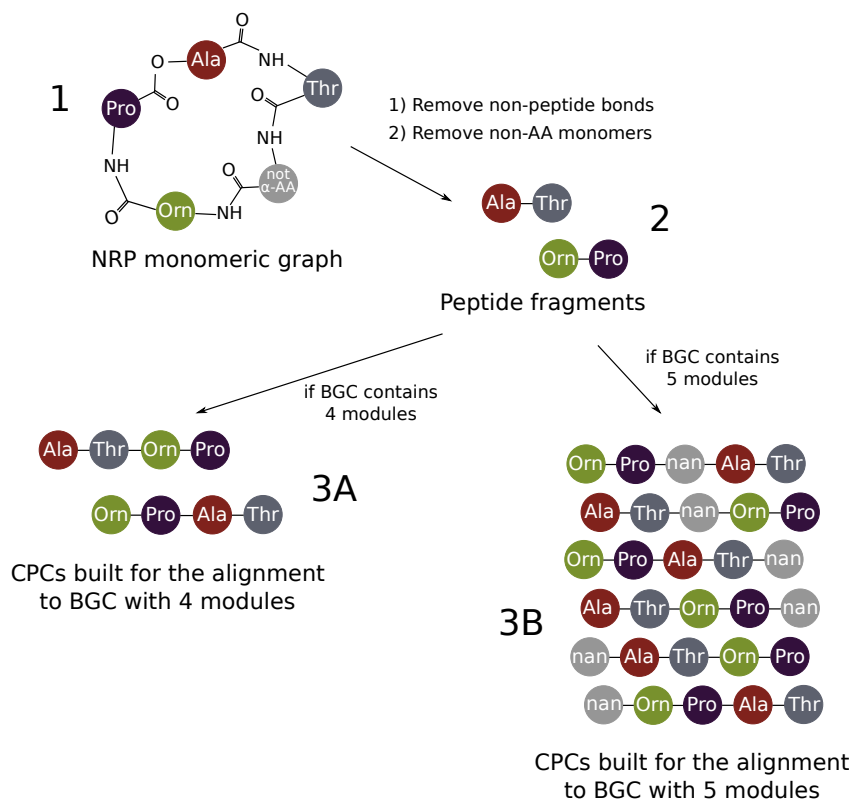 1
O
O
Ala
NH
Thr
Pro
O
O
NH
NH
O
not
α-AA
O
Orn
NH
NRP monomeric graph
1) Remove non-peptide bonds
2) Remove non-AA monomers
Ala Thr
2
Orn Pro
Peptide fragments
if BGC contains
4 modules
if BGC contains
5 modules
Ala Thr Orn Pro
3A
Orn Pro Ala Thr
CPCs built for the alignment
to BGC with 4 modules
Orn Pro nan Ala Thr
Ala Thr nan Orn Pro
Orn Pro Ala Thr nan
Ala Thr Orn Pro nan
3B
nan Ala Thr Orn Pro
nan Orn Pro Ala Thr
CPCs built for the alignment
to BGC with 5 modules